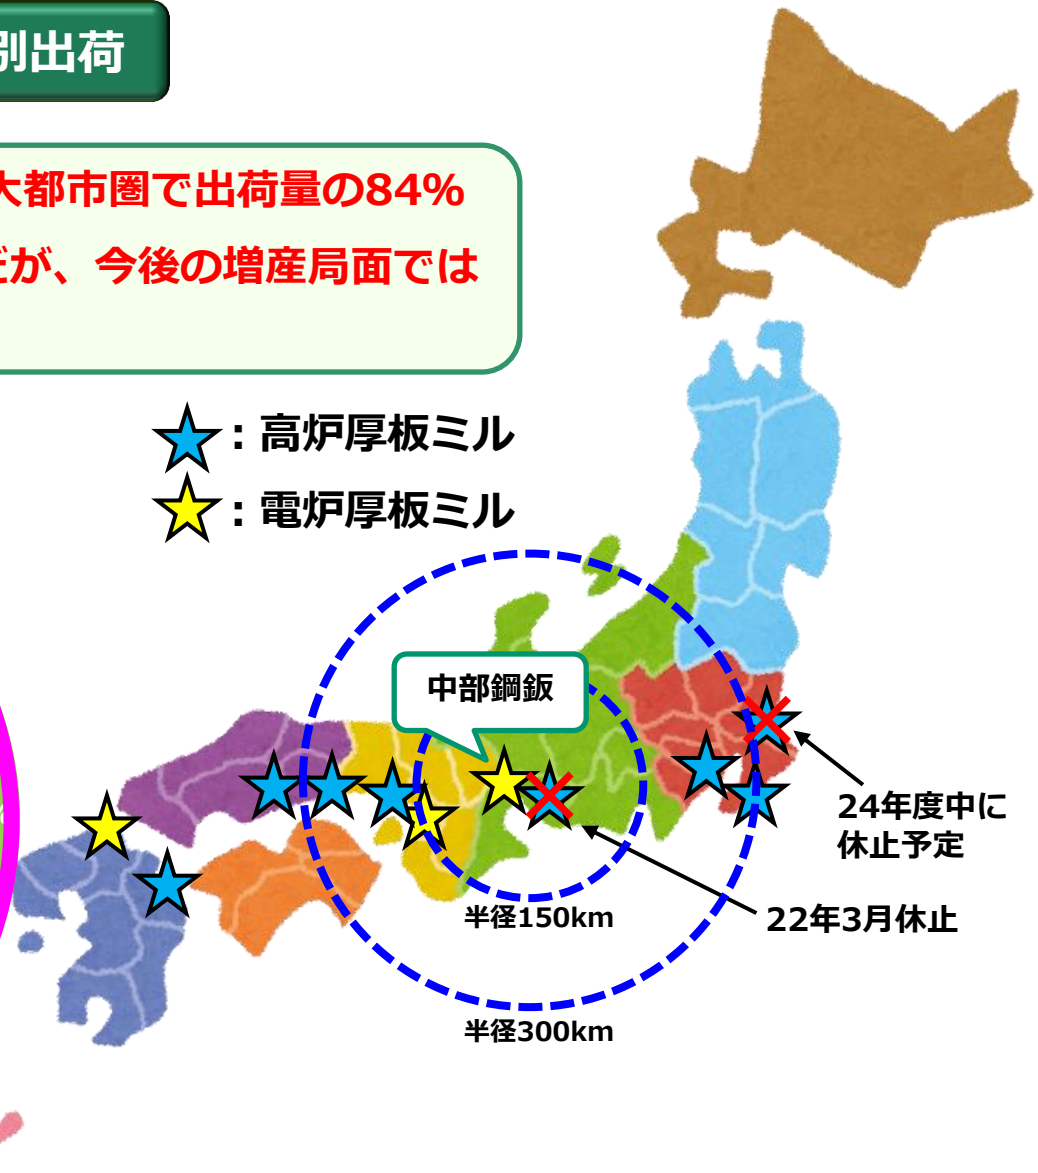 別出荷
大都市圏で出荷量の84%
だが、今後の増産局面では
：高炉厚板ミル
：電炉厚板ミル
中部鋼鈑
24年度中に
休止予定
22年3月休止
半径150km
半径300km